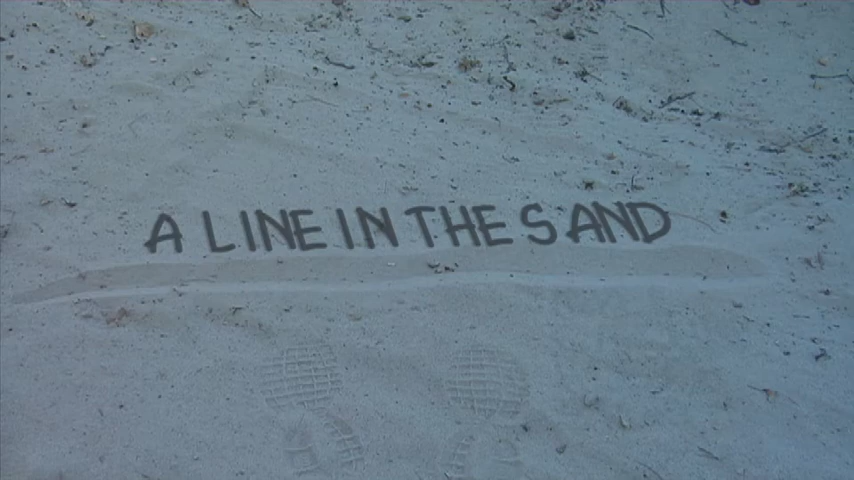 A LINE IN THE SAND